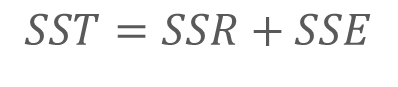 SST = SSR + SSE